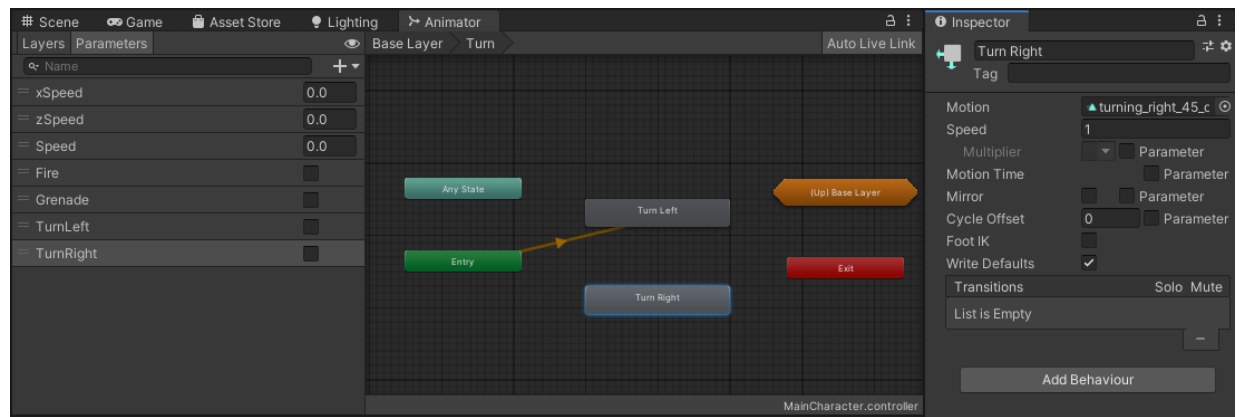 Scene Game Asset Store Lighting Animator
Inspector
Layers Parameters
Base Layer Turn Auto Live Link
Name
xSpeed 0.0
zSpeed 0.0
Speed 0.0
Fire
Grenade
TurnLeft
TurnRight
Any State
Entry
Turn Left
Turn Right
(Up) Base Layer
Exit
MainCharacter.controller
Turn Right
Tag
Motion turning_right_45_c
Speed 1
Multiplier Parameter
Motion Time Parameter
Mirror Parameter
Cycle Offset 0 Parameter
Foot IK
Write Defaults
Transitions Solo Mute
List is Empty
Add Behaviour